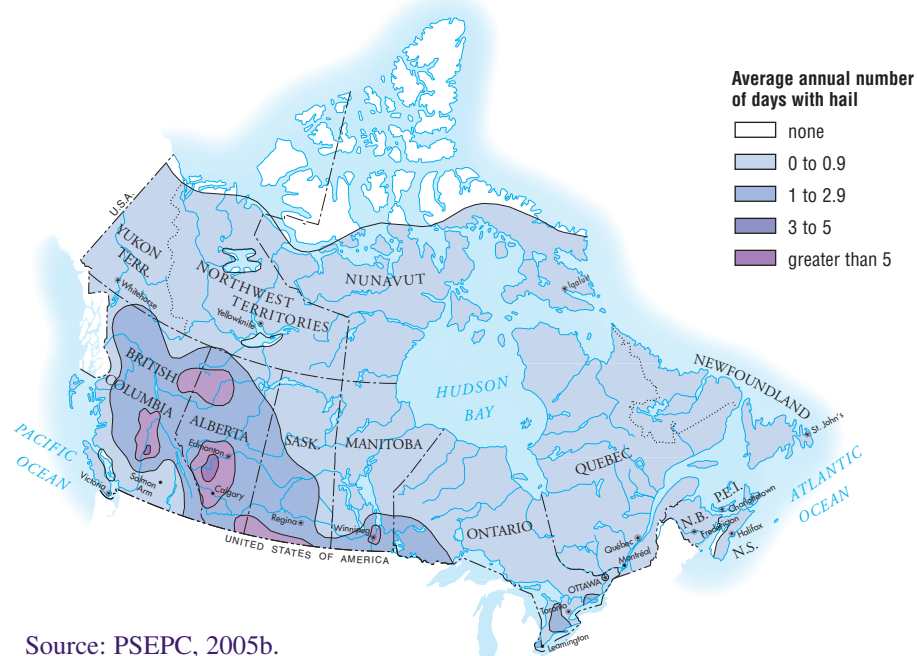 Average annual number
of days with hail
none
0 to 0.9
1 to 2.9
3 to 5
greater than 5
U.S.A.
YUKON
TERR.
Whitehorse
NORTHWEST
TERRITORIES
Yellowknife
NUNAVUT
Iqaluit
BRITISH
COLUMBIA
ALBERTA
Edmonton
Calgary
SASK.
Regina
MANITOBA
Winnipeg
HUDSON
BAY
NEWFOUNDLAND
St. John's
QUEBEC
Québec
Montréal
ONTARIO
OTTAWA
Toronto
Leamington
P.E.I.
Charlottetown
N.B.
Fredericton
Halifax
N.S.
ATLANTIC
OCEAN
PACIFIC
OCEAN
Victoria
Salmon
Arm
UNITED STATES OF AMERICA
Source: PSEPC, 2005b.